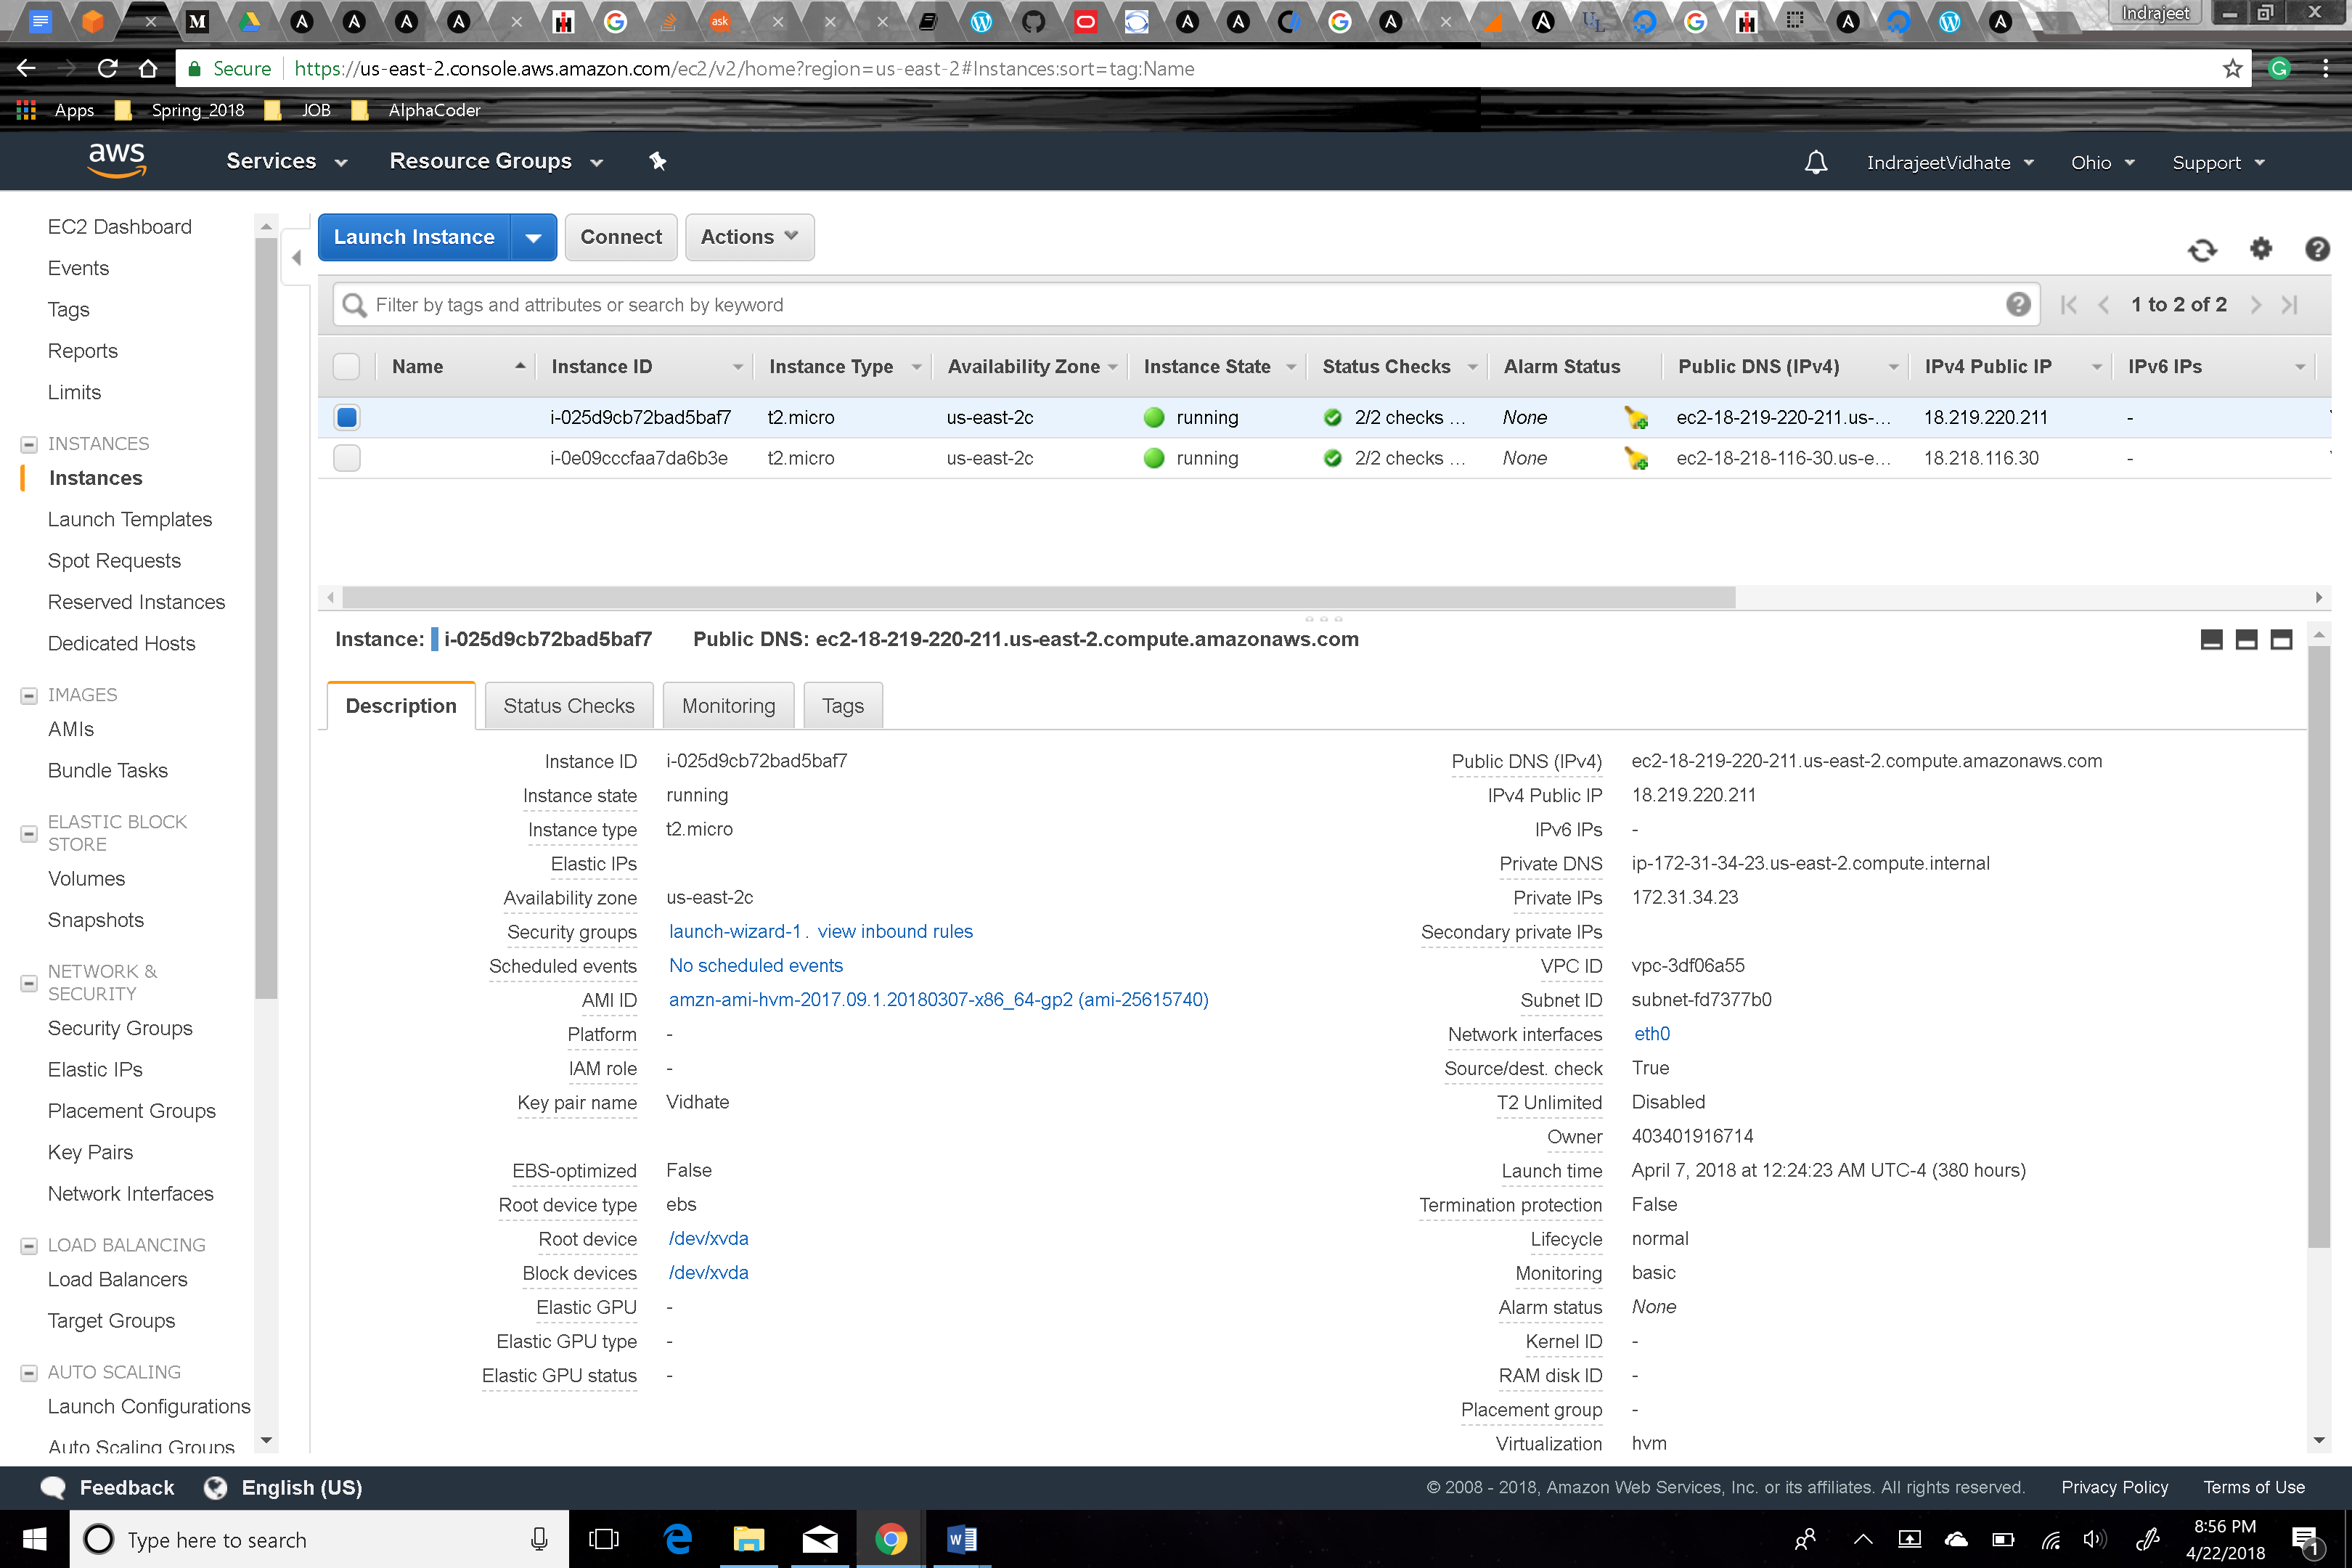 Indrajeet
Secure https://us-east-2.console.aws.amazon.com/ec2/v2/home?region=us-east-2#Instances:sort=tag:Name
Apps Spring_2018 JOB AlphaCoder
aws Services Resource Groups IndrajeetVidhate Ohio Support
EC2 Dashboard
Events
Tags
Reports
Limits
INSTANCES
Instances
Launch Templates
Spot Requests
Reserved Instances
Dedicated Hosts
IMAGES
AMIs
Bundle Tasks
ELASTIC BLOCK
STORE
Volumes
Snapshots
NETWORK &
SECURITY
Security Groups
Elastic IPs
Placement Groups
Key Pairs
Network Interfaces
LOAD BALANCING
Load Balancers
Target Groups
AUTO SCALING
Launch Configurations
Auto Scaling Groups
Launch Instance Connect Actions
Filter by tags and attributes or search by keyword 1 to 2 of 2
Name Instance ID Instance Type Availability Zone Instance State Status Checks Alarm Status Public DNS (IPv4) IPv4 Public IP IPv6 IPs
i-025d9cb72bad5baf7 t2.micro us-east-2c running 2/2 checks ... None ec2-18-219-220-211.us-... 18.219.220.211 -
i-0e09cccfaa7da6b3e t2.micro us-east-2c running 2/2 checks ... None ec2-18-218-116-30.us-e... 18.218.116.30 -
Instance: i-025d9cb72bad5baf7 Public DNS: ec2-18-219-220-211.us-east-2.compute.amazonaws.com
Description Status Checks Monitoring Tags
Instance ID i-025d9cb72bad5baf7
Instance state running
Instance type t2.micro
Elastic IPs
Availability zone us-east-2c
Security groups launch-wizard-1. view inbound rules
Scheduled events No scheduled events
AMI ID amzn-ami-hvm-2017.09.1.20180307-x86_64-gp2 (ami-25615740)
Platform -
IAM role -
Key pair name Vidhate
EBS-optimized False
Root device type ebs
Root device /dev/xvda
Block devices /dev/xvda
Elastic GPU -
Elastic GPU type -
Elastic GPU status -
Public DNS (IPv4) ec2-18-219-220-211.us-east-2.compute.amazonaws.com
IPv4 Public IP 18.219.220.211
IPv6 IPs -
Private DNS ip-172-31-34-23.us-east-2.compute.internal
Private IPs 172.31.34.23
Secondary private IPs
VPC ID vpc-3df06a55
Subnet ID subnet-fd7377b0
Network interfaces eth0
Source/dest. check True
T2 Unlimited Disabled
Owner 403401916714
Launch time April 7, 2018 at 12:24:23 AM UTC-4 (380 hours)
Termination protection False
Lifecycle normal
Monitoring basic
Alarm status None
Kernel ID -
RAM disk ID -
Placement group -
Virtualization hvm
Feedback English (US) © 2008 - 2018, Amazon Web Services, Inc. or its affiliates. All rights reserved. Privacy Policy Terms of Use
Type here to search
8:56 PM
4/22/2018
1